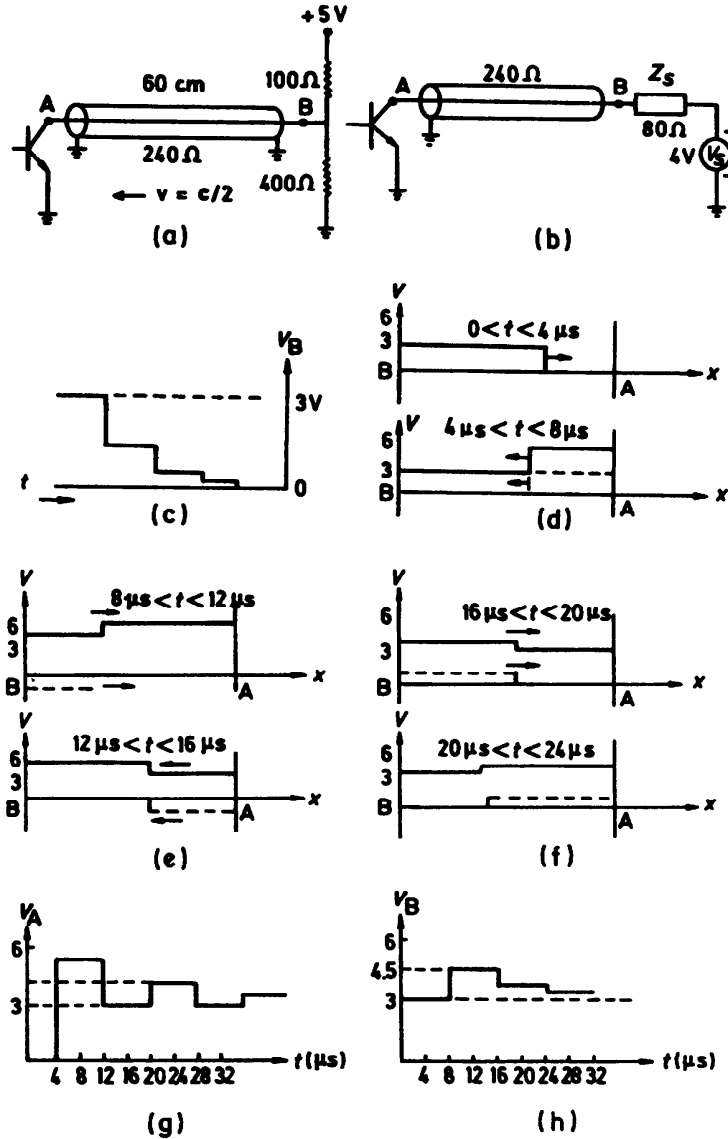 +5V
100Ω
A
60 cm
B
240Ω
400Ω
v = c/2
(a)
A
240Ω
B
Zs
80Ω
4V
Vs
(b)
VB
3V
t
0
(c)
V
6
3
0<t<4μs
B
x
A
V
6
3
4μs<t<8μs
B
x
A
(d)
V
8μs<t<12μs
6
3
B
A
x
V
12μs<t<16μs
6
3
B
A
x
(e)
V
6
16μs<t<20μs
3
B
x
A
V
20μs<t<24μs
6
3
B
x
A
(f)
VA
6
3
4 8 12 16 20 24 28 32 t(μs)
(g)
VB
6
4.5
3
4 8 12 16 20 24 28 32 t(μs)
(h)